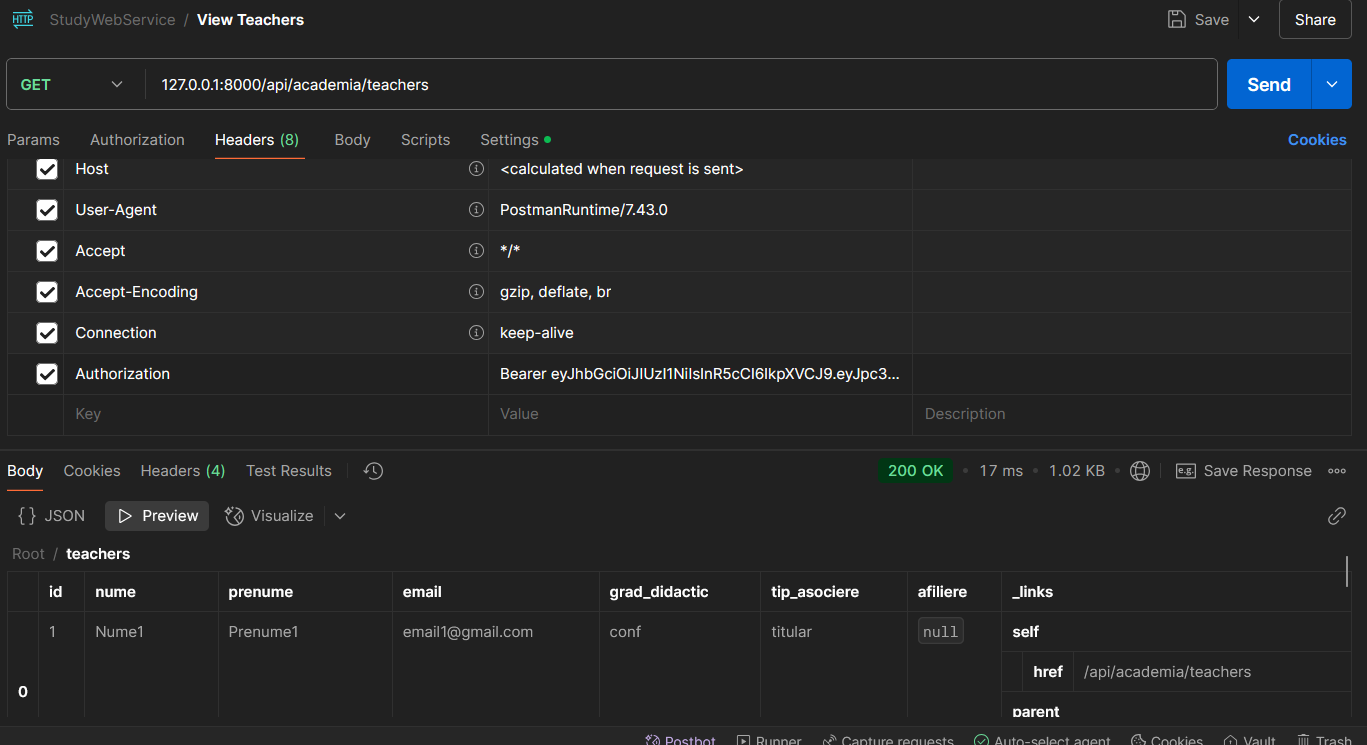 HTTP StudyWebService / View Teachers Save Share
GET 127.0.0.1:8000/api/academia/teachers Send
Params Authorization Headers (8) Body Scripts Settings Cookies
Host <calculated when request is sent>
User-Agent PostmanRuntime/7.43.0
Accept */*
Accept-Encoding gzip, deflate, br
Connection keep-alive
Authorization Bearer eyJhbGciOiJIUzI1NiIsInR5cCI6IkpXVCJ9.eyJpc3...
Key Value Description
Body Cookies Headers (4) Test Results 200 OK • 17 ms • 1.02 KB • e.g. Save Response
{} JSON Preview Visualize
Root / teachers
id nume prenume email grad_didactic tip_asociere afiliere _links
1 Nume1 Prenume1 email1@gmail.com conf titular null self
href /api/academia/teachers
0
parent
Postbot Runner Capture requests Auto-select agent Cookies Vault Trash